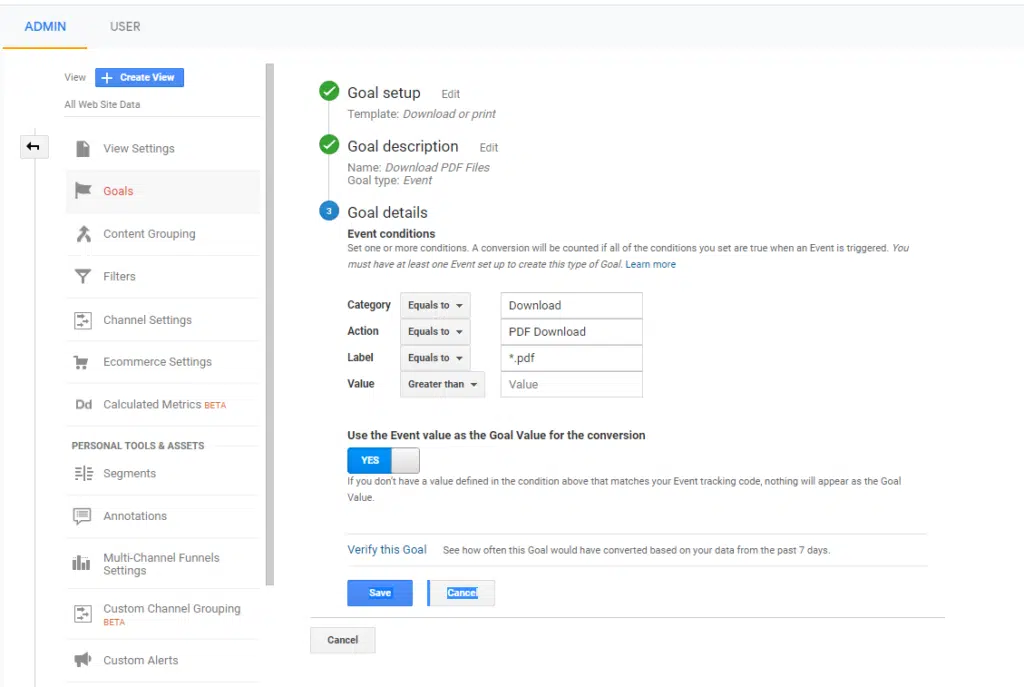 ADMIN USER
View + Create View
All Web Site Data
View Settings
Goals
Content Grouping
Filters
Channel Settings
Ecommerce Settings
Dd Calculated Metrics BETA
PERSONAL TOOLS & ASSETS
Segments
Annotations
Multi-Channel Funnels
Settings
Custom Channel Grouping
BETA
Custom Alerts
Goal setup Edit
Template: Download or print
Goal description Edit
Name: Download PDF Files
Goal type: Event
3 Goal details
Event conditions
Set one or more conditions. A conversion will be counted if all of the conditions you set are true when an Event is triggered. You
must have at least one Event set up to create this type of Goal. Learn more
Category Equals to Download
Action Equals to PDF Download
Label Equals to *.pdf
Value Greater than Value
Use the Event value as the Goal Value for the conversion
YES
If you don't have a value defined in the condition above that matches your Event tracking code, nothing will appear as the Goal
Value.
Verify this Goal See how often this Goal would have converted based on your data from the past 7 days.
Save Cancel
Cancel